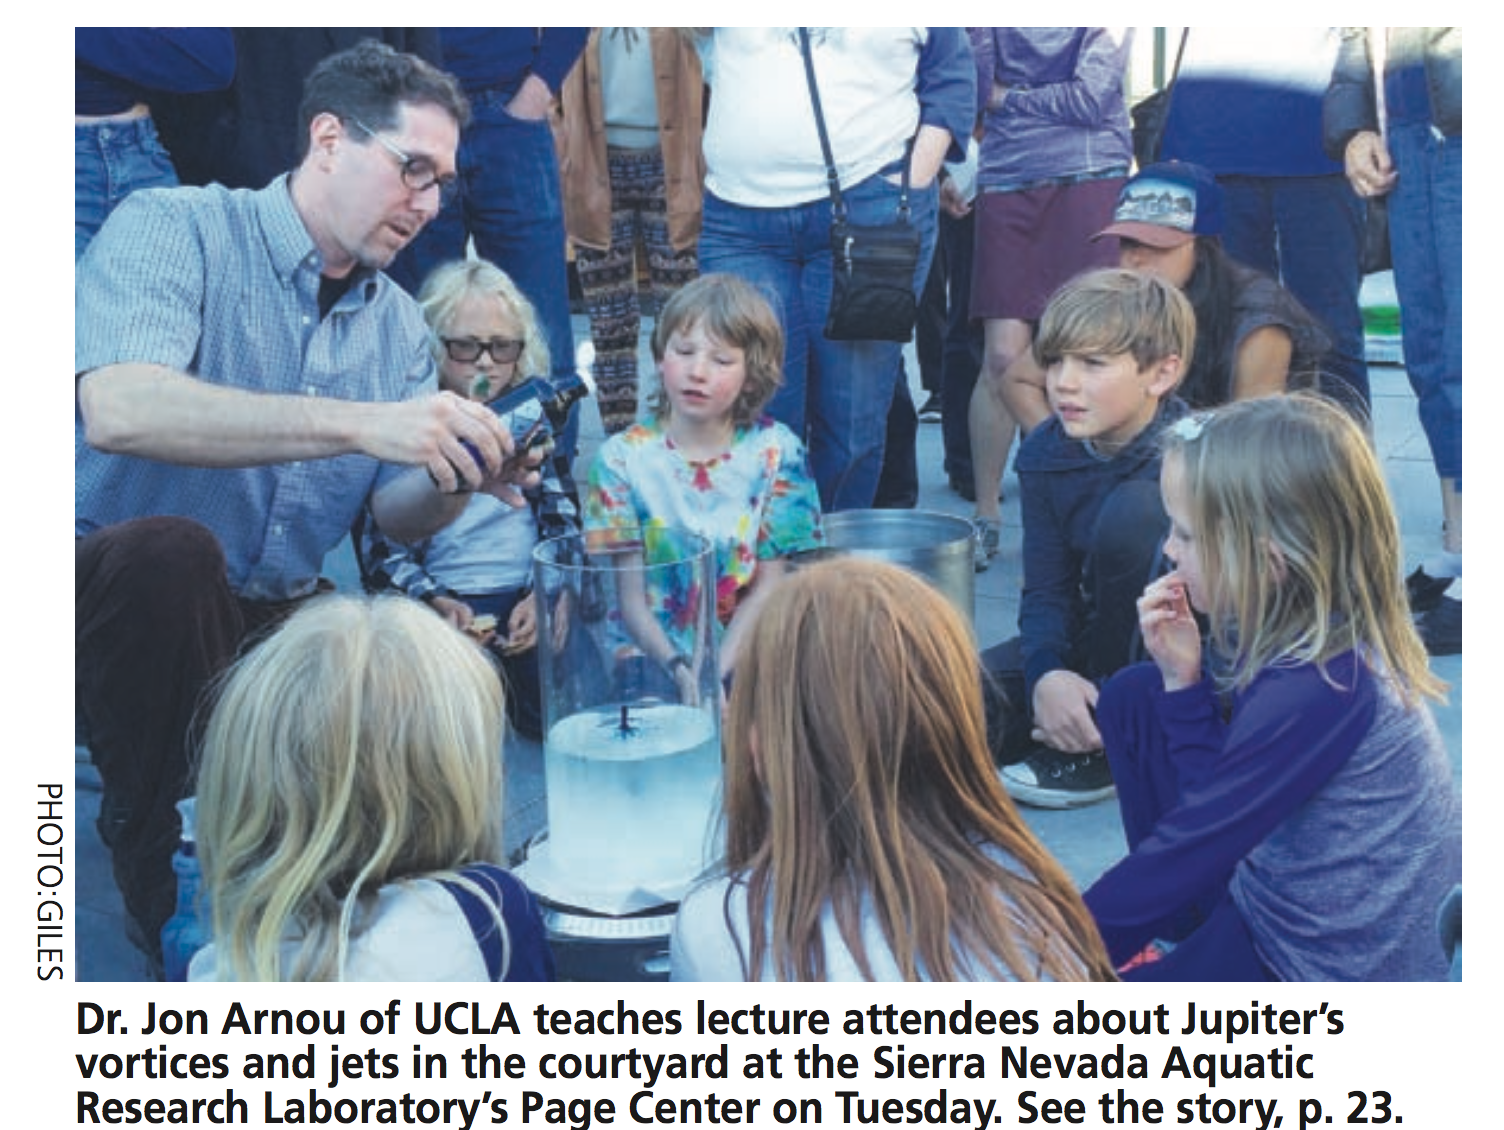 PHOTO:GILES
Dr. Jon Arnou of UCLA teaches lecture attendees about Jupiter's
vortices and jets in the courtyard at the Sierra Nevada Aquatic
Research Laboratory's Page Center on Tuesday. See the story, p. 23.